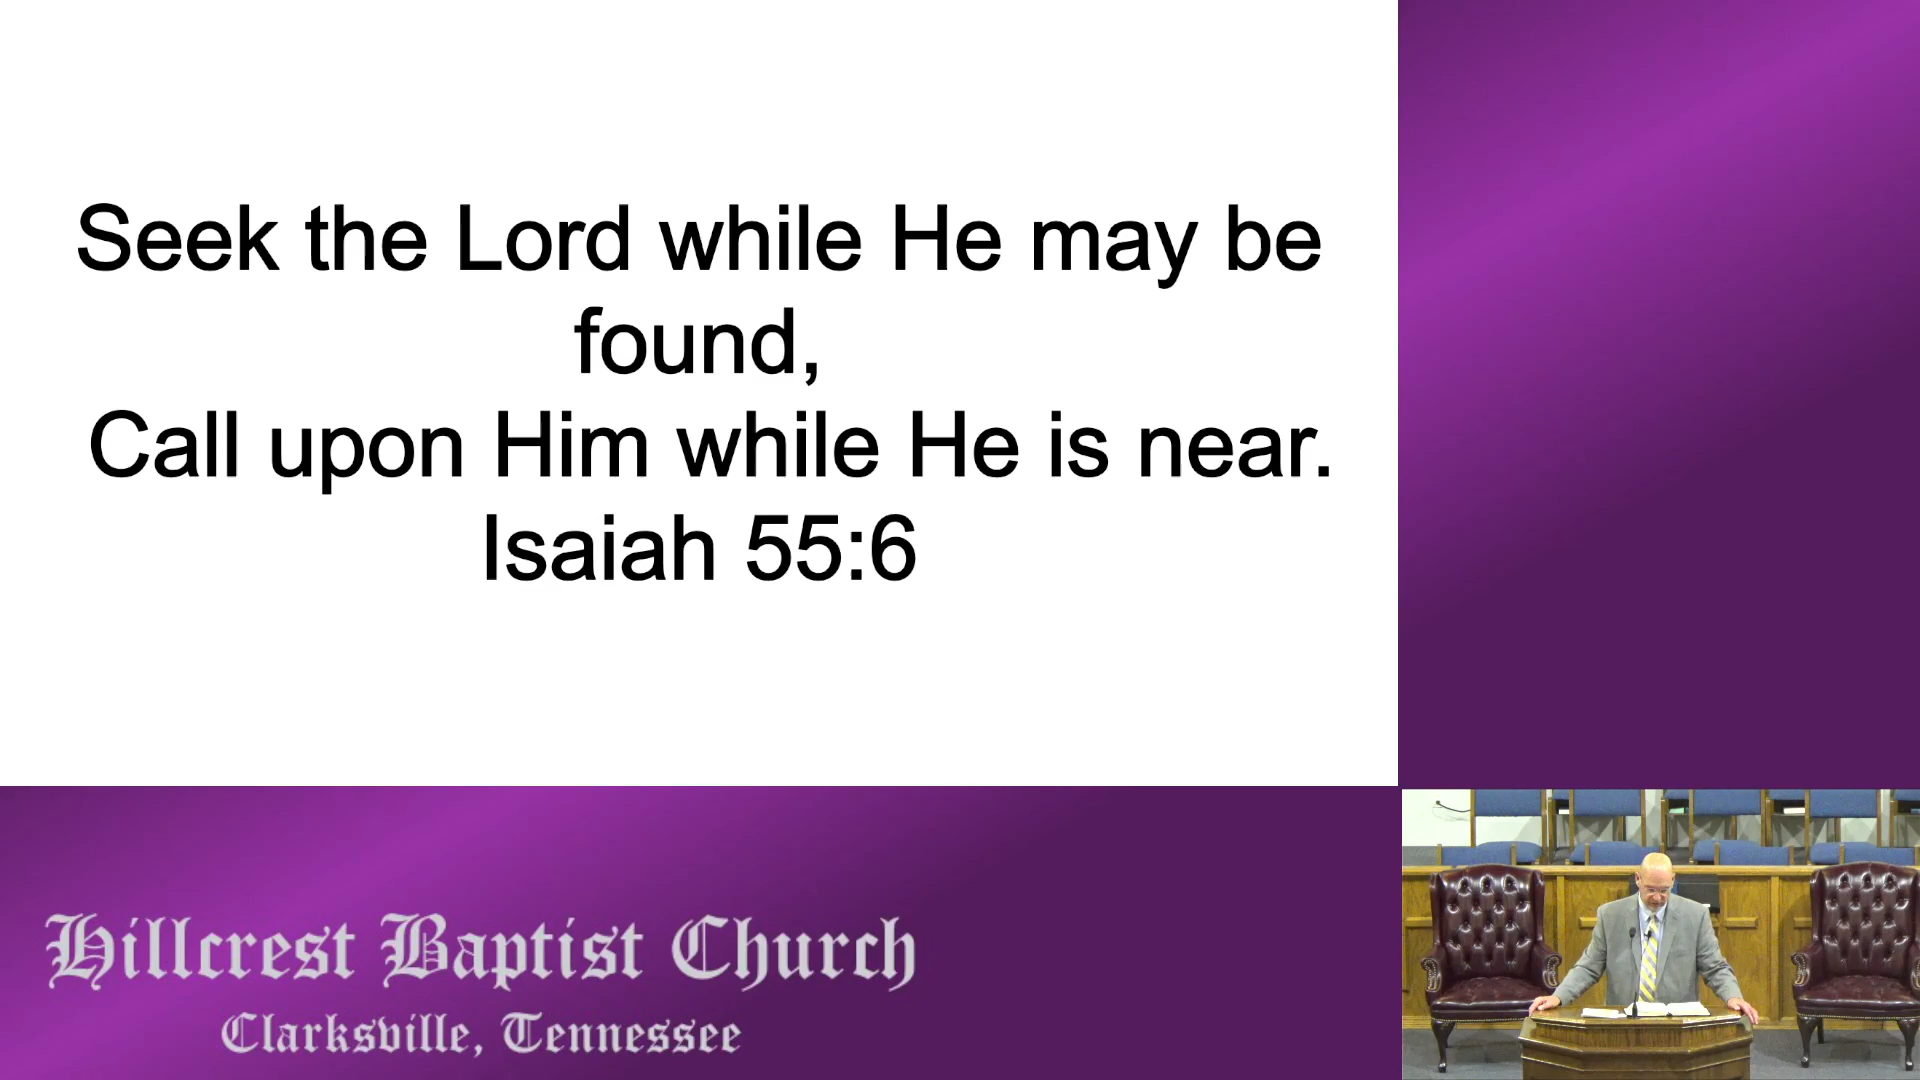 Seek the Lord while He may be
found,
Call upon Him while He is near.
Isaiah 55:6
Hillcrest Baptist Church
Clarksville, Tennessee